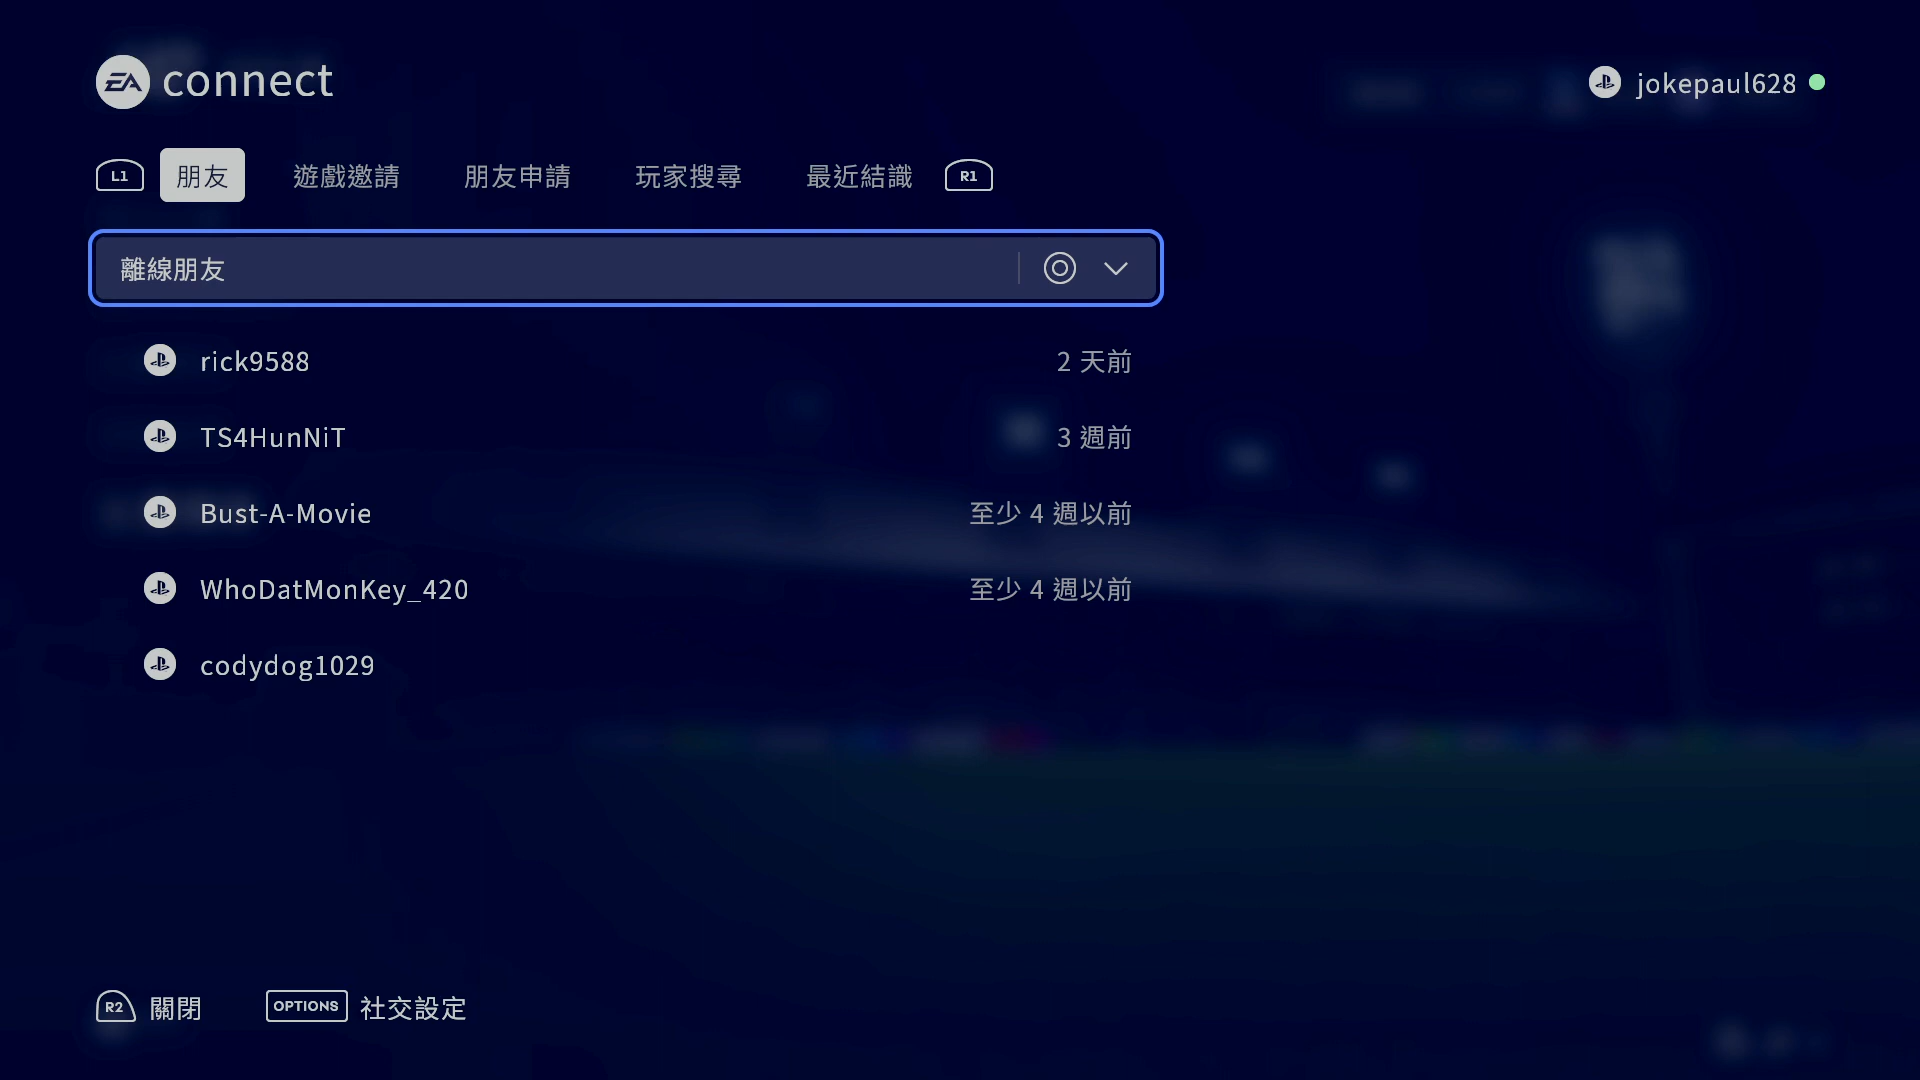 EA connect
jokepaul628
L1 朋友 遊戲邀請 朋友申請 玩家搜尋 最近結識 R1
離線朋友
rick9588 2 天前
TS4HunNiT 3 週前
Bust-A-Movie 至少 4 週以前
WhoDatMonKey_420 至少 4 週以前
codydog1029
R2 關閉 OPTIONS 社交設定